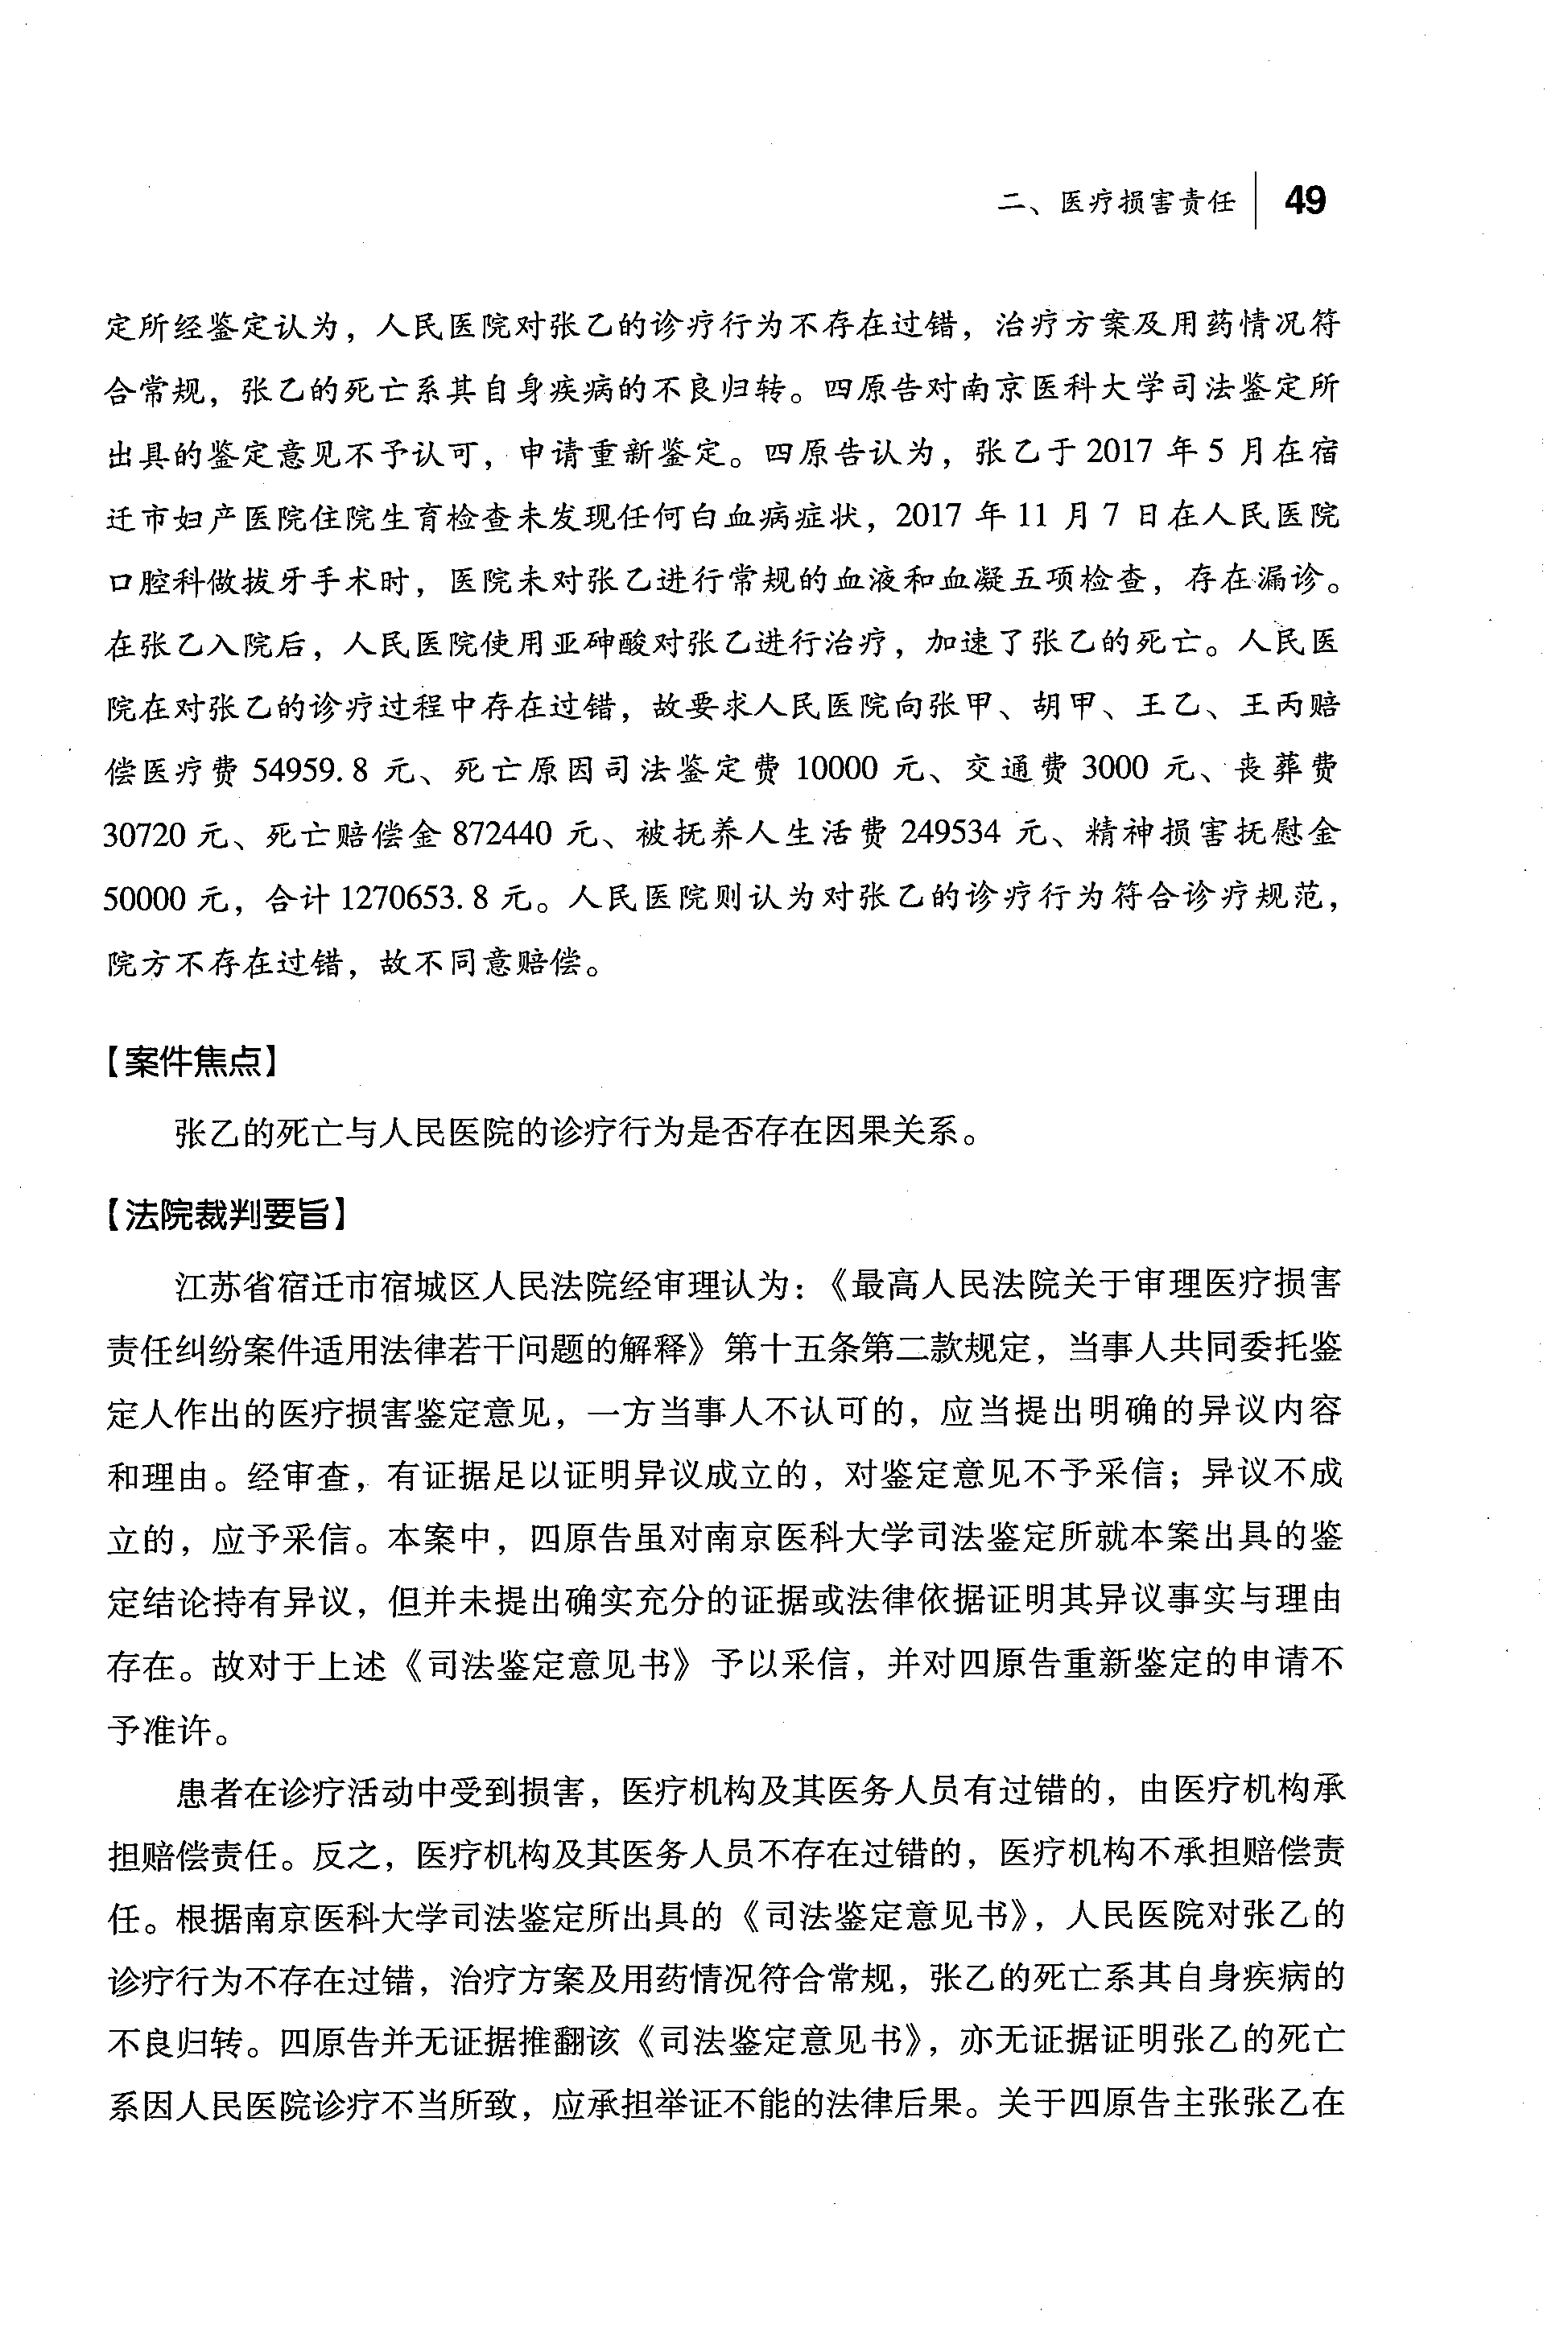 二、医疗损害责任 49
定所经鉴定认为，人民医院对张乙的诊疗行为不存在过错，治疗方案及用药情况符
合常规，张乙的死亡系其自身疾病的不良归转。四原告对南京医科大学司法鉴定所
出具的鉴定意见不予认可，申请重新鉴定。四原告认为，张乙于2017年5月在宿
迁市妇产医院住院生育检查未发现任何白血病症状，2017年11月7日在人民医院
口腔科做拔牙手术时，医院未对张乙进行常规的血液和血凝五项检查，存在漏诊。
在张乙入院后，人民医院使用亚砷酸对张乙进行治疗，加速了张乙的死亡。人民医
院在对张乙的诊疗过程中存在过错，故要求人民医院向张甲、胡甲、王乙、王丙赔
偿医疗费54959.8元、死亡原因司法鉴定费10000元、交通费3000元、丧葬费
30720元、死亡赔偿金872440元、被抚养人生活费249534元、精神损害抚慰金
50000元，合计1270653.8元。人民医院则认为对张乙的诊疗行为符合诊疗规范，
院方不存在过错，故不同意赔偿。
【案件焦点】
张乙的死亡与人民医院的诊疗行为是否存在因果关系。
【法院裁判要旨】
江苏省宿迁市宿城区人民法院经审理认为：《最高人民法院关于审理医疗损害
责任纠纷案件适用法律若干问题的解释》第十五条第二款规定，当事人共同委托鉴
定人作出的医疗损害鉴定意见，一方当事人不认可的，应当提出明确的异议内容
和理由。经审查，有证据足以证明异议成立的，对鉴定意见不予采信；异议不成
立的，应予采信。本案中，四原告虽对南京医科大学司法鉴定所就本案出具的鉴
定结论持有异议，但并未提出确实充分的证据或法律依据证明其异议事实与理由
存在。故对于上述《司法鉴定意见书》予以采信，并对四原告重新鉴定的申请不
予准许。
患者在诊疗活动中受到损害，医疗机构及其医务人员有过错的，由医疗机构承
担赔偿责任。反之，医疗机构及其医务人员不存在过错的，医疗机构不承担赔偿责
任。根据南京医科大学司法鉴定所出具的《司法鉴定意见书》，人民医院对张乙的
诊疗行为不存在过错，治疗方案及用药情况符合常规，张乙的死亡系其自身疾病的
不良归转。四原告并无证据推翻该《司法鉴定意见书》，亦无证据证明张乙的死亡
系因人民医院诊疗不当所致，应承担举证不能的法律后果。关于四原告主张张乙在